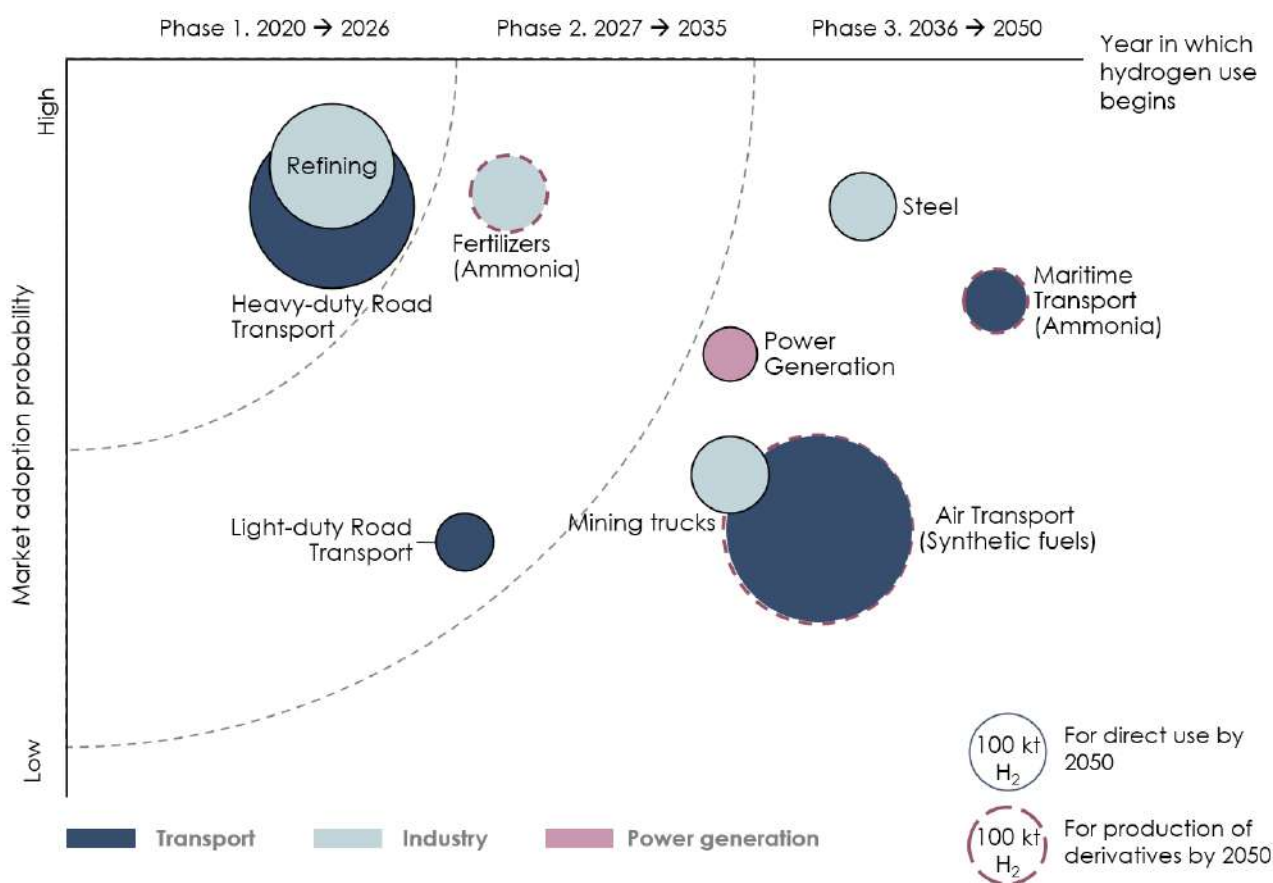 Phase 1. 2020 → 2026
Phase 2. 2027 → 2035
Phase 3. 2036 → 2050
Year in which
hydrogen use
begins
High
Market adoption probability
Low
Refining
Heavy-duty Road
Transport
Fertilizers
(Ammonia)
Steel
Maritime
Transport
(Ammonia)
Power
Generation
Light-duty Road
Transport
Mining trucks
Air Transport
(Synthetic fuels)
100 kt
H₂
For direct use by
2050
100 kt
H₂
For production of
derivatives by 2050
Transport
Industry
Power generation